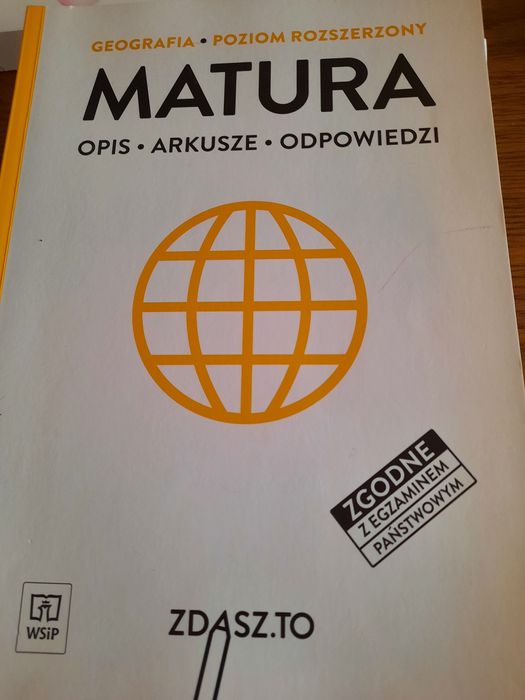 GEOGRAFIA • POZIOM ROZSZERZONY
MATURA
OPIS • ARKUSZE • ODPOWIEDZI
ZGODNE
Z EGZAMINEM
PAŃSTWOWYM
WSiP
ZDASZ.TO